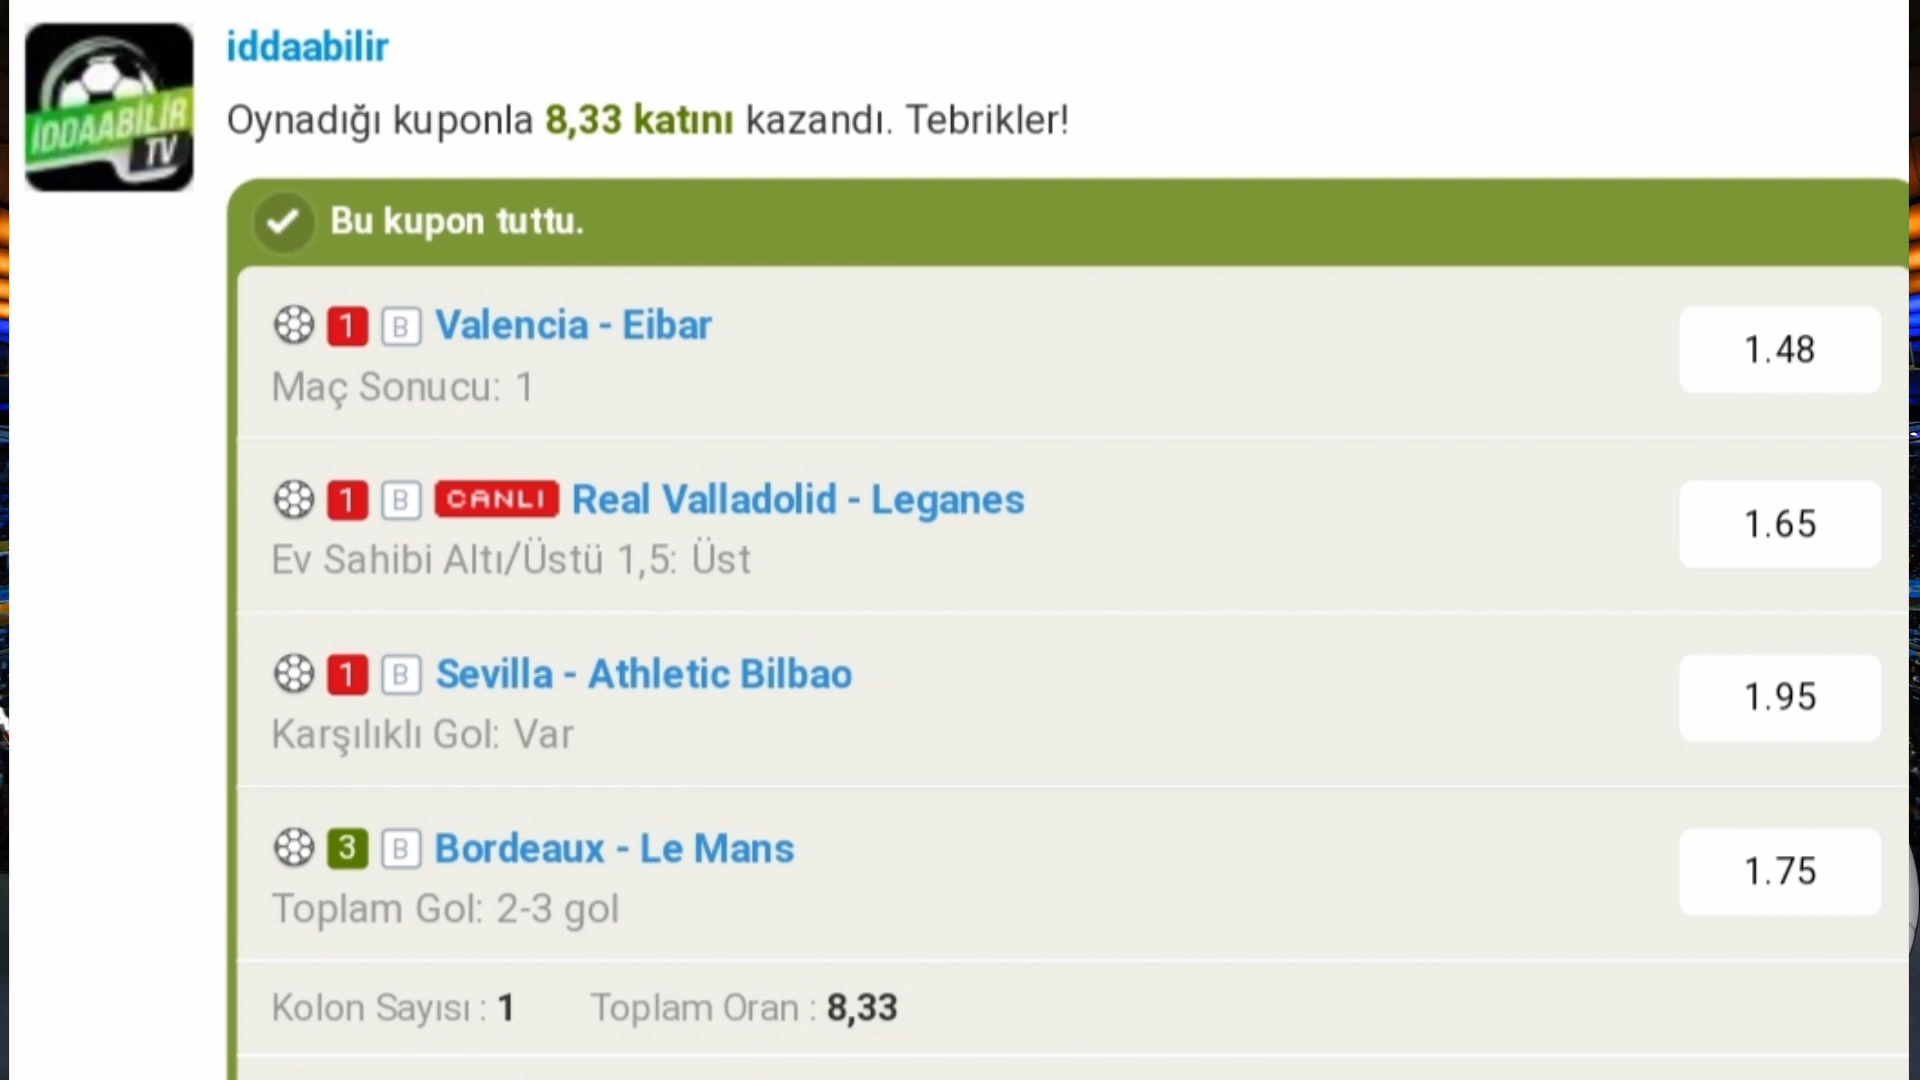 iddaabilir
İDDAABİLİR
TV
Oynadığı kuponla 8,33 katını kazandı. Tebrikler!
Bu kupon tuttu.
1 B Valencia - Eibar
1.48
Maç Sonucu: 1
1 B CANLI Real Valladolid - Leganes
1.65
Ev Sahibi Altı/Üstü 1,5: Üst
1 B Sevilla - Athletic Bilbao
1.95
Karşılıklı Gol: Var
3 B Bordeaux - Le Mans
1.75
Toplam Gol: 2-3 gol
Kolon Sayısı : 1 Toplam Oran : 8,33